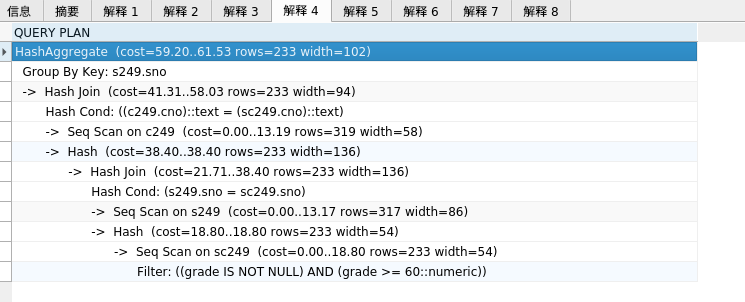 信息 摘要 解释 1 解释 2 解释 3 解释 4 解释 5 解释 6 解释 7 解释 8
QUERY PLAN
HashAggregate  (cost=59.20..61.53 rows=233 width=102)
Group By Key: s249.sno
->  Hash Join  (cost=41.31..58.03 rows=233 width=94)
Hash Cond: ((c249.cno)::text = (sc249.cno)::text)
->  Seq Scan on c249  (cost=0.00..13.19 rows=319 width=58)
->  Hash  (cost=38.40..38.40 rows=233 width=136)
->  Hash Join  (cost=21.71..38.40 rows=233 width=136)
Hash Cond: (s249.sno = sc249.sno)
->  Seq Scan on s249  (cost=0.00..13.17 rows=317 width=86)
->  Hash  (cost=18.80..18.80 rows=233 width=54)
->  Seq Scan on sc249  (cost=0.00..18.80 rows=233 width=54)
Filter: ((grade IS NOT NULL) AND (grade >= 60::numeric))